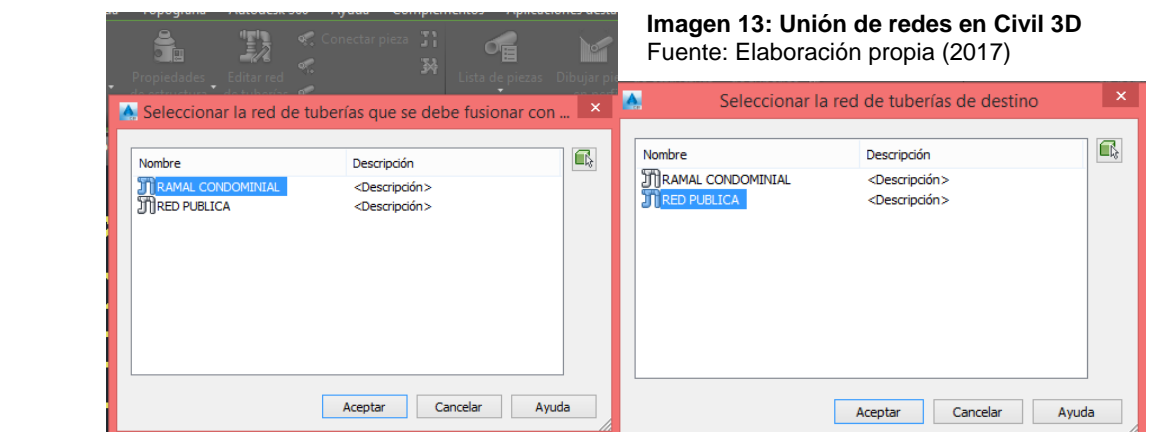 Imagen 13: Unión de redes en Civil 3D
Fuente: Elaboración propia (2017)
Conectar pieza
Propiedades
Editar red
Lista de piezas
Seleccionar la red de tuberías que se debe fusionar con ...
Nombre Descripción
RAMAL CONDOMINIAL <Descripción>
RED PUBLICA <Descripción>
Aceptar Cancelar Ayuda
Seleccionar la red de tuberías de destino
Nombre Descripción
RAMAL CONDOMINIAL <Descripción>
RED PUBLICA <Descripción>
Aceptar Cancelar Ayuda